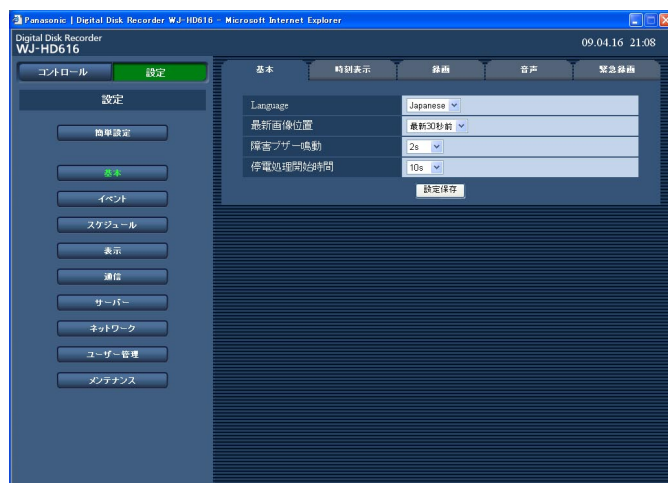 Panasonic | Digital Disk Recorder WJ-HD616 - Microsoft Internet Explorer
Digital Disk Recorder
WJ-HD616
09.04.16 21:08
コントロール 設定
基本 時刻表示 録画 音声 緊急録画
設定
簡単設定
基本
イベント
スケジュール
表示
通信
サーバー
ネットワーク
ユーザー管理
メンテナンス
Language Japanese
最新画像位置 最新30秒前
障害ブザー鳴動 2s
停電処理開始時間 10s
設定保存